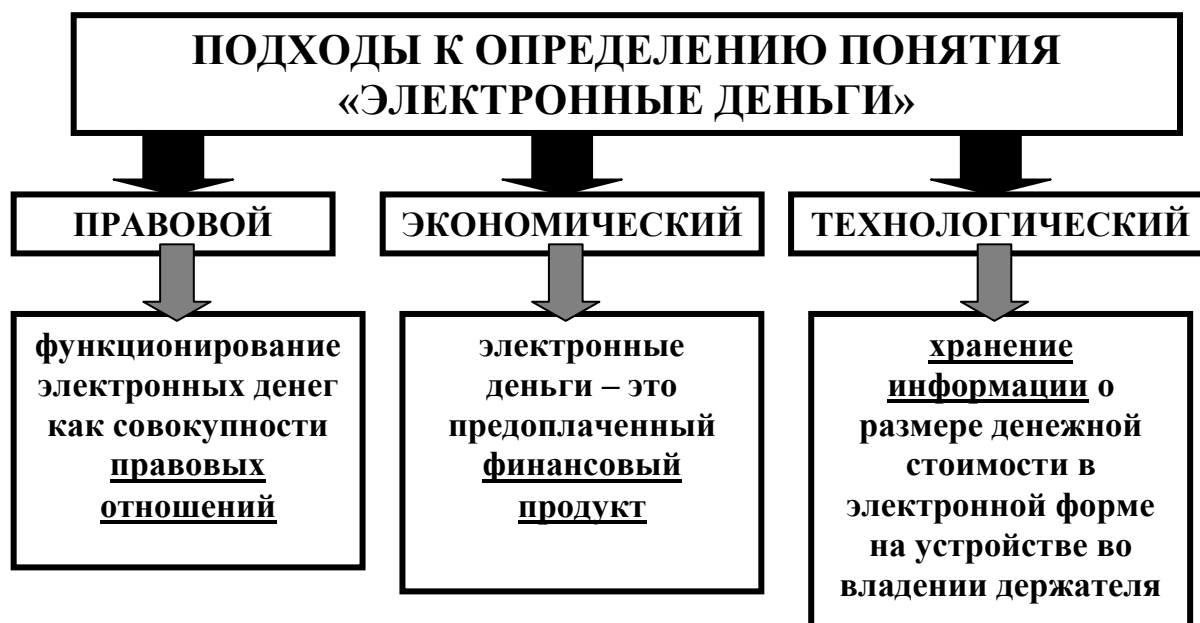 ПОДХОДЫ К ОПРЕДЕЛЕНИЮ ПОНЯТИЯ
«ЭЛЕКТРОННЫЕ ДЕНЬГИ»
ПРАВОВОЙ
ЭКОНОМИЧЕСКИЙ
ТЕХНОЛОГИЧЕСКИЙ
функционирование
электронных денег
как совокупности
правовых
отношений
электронные
деньги – это
предоплаченный
финансовый
продукт
хранение
информации о
размере денежной
стоимости в
электронной форме
на устройстве во
владении держателя